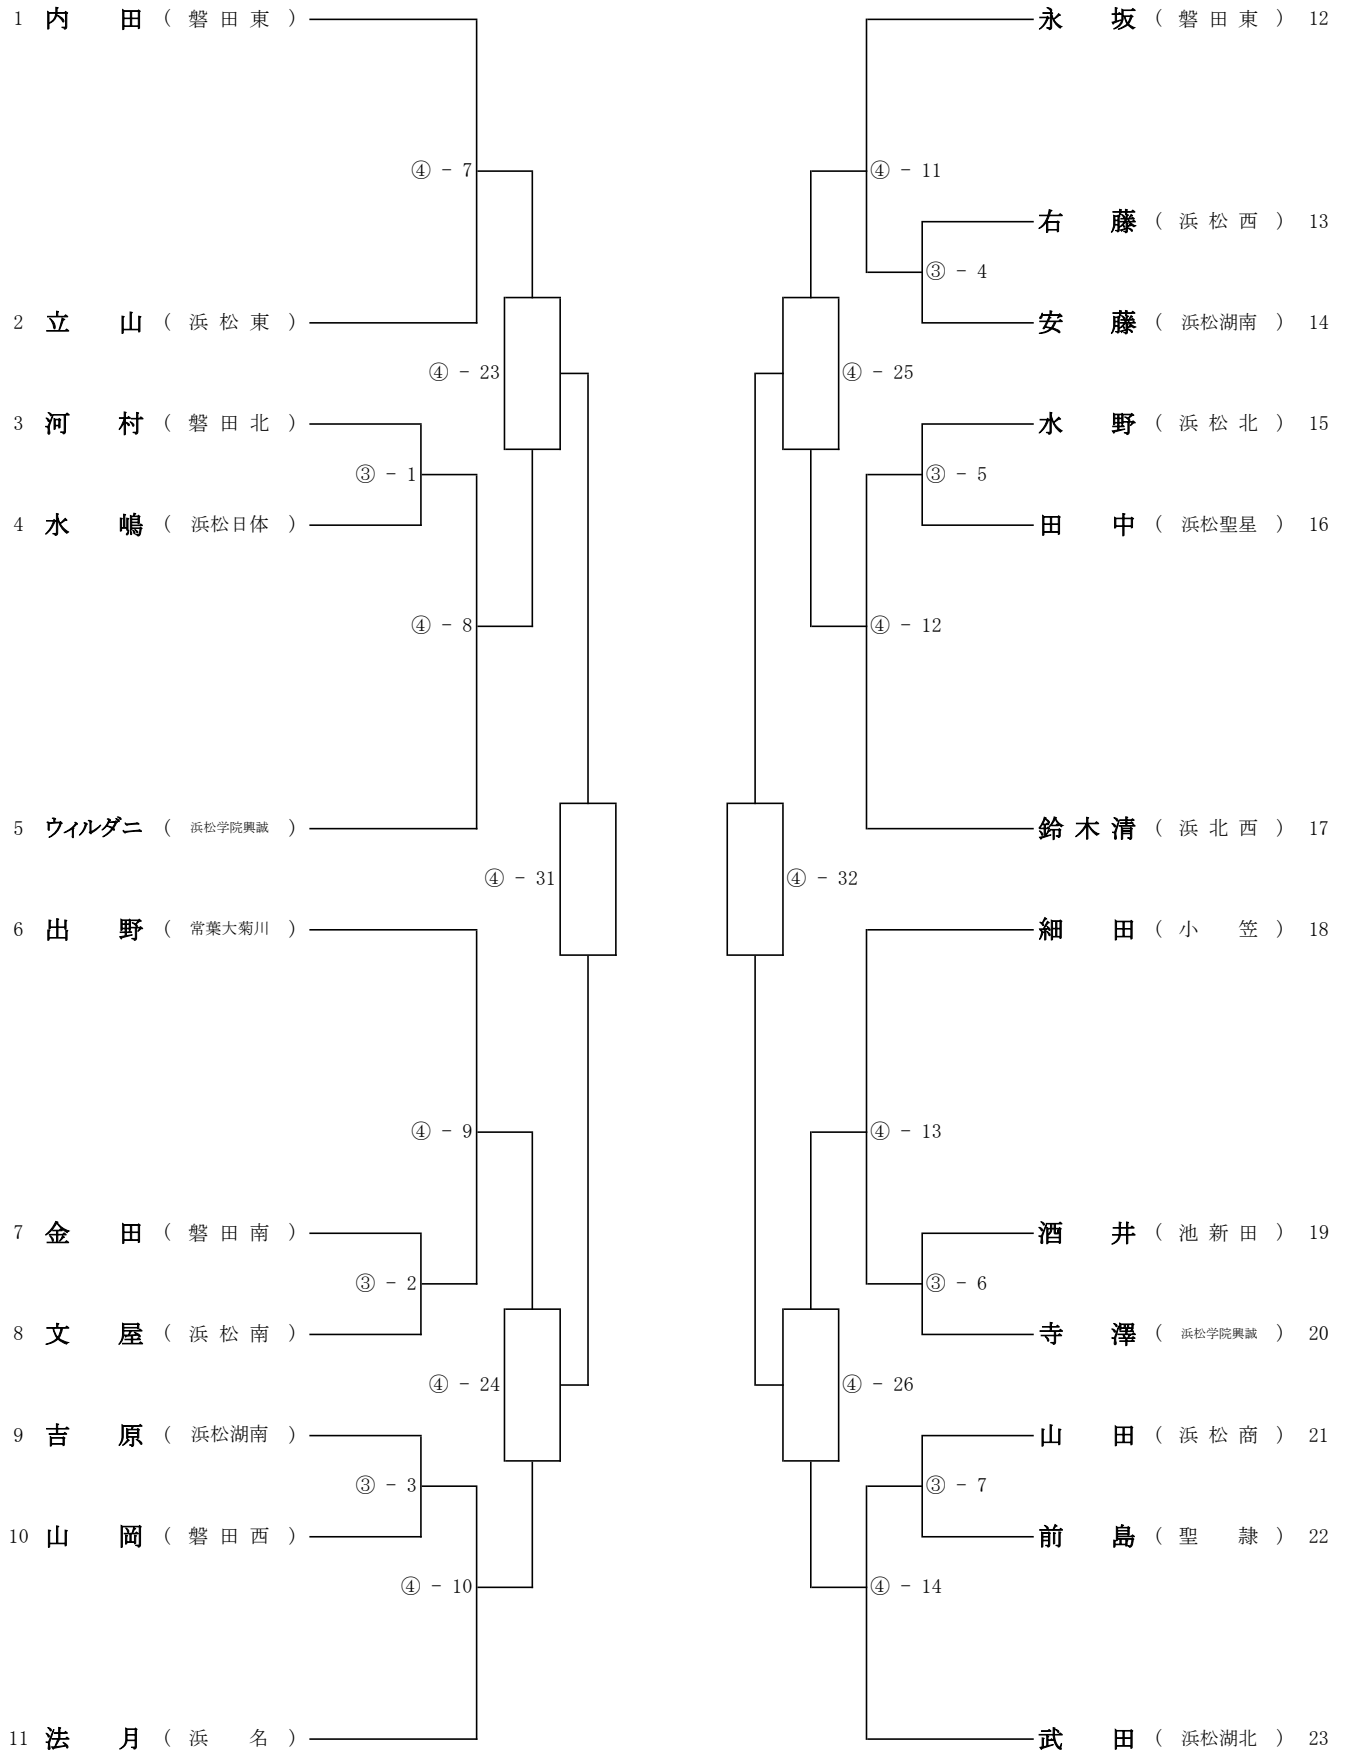 1 内 田 ( 磐 田 東 )
④ - 7
2 立 山 ( 浜 松 東 )
④ - 23
3 河 村 ( 磐 田 北 )
③ - 1
4 水 嶋 ( 浜松日体 )
④ - 8
5 ウィルダニ ( 浜松学院興誠 )
④ - 31
6 出 野 ( 常葉大菊川 )
④ - 9
7 金 田 ( 磐 田 南 )
③ - 2
8 文 屋 ( 浜 松 南 )
④ - 24
9 吉 原 ( 浜松湖南 )
③ - 3
10 山 岡 ( 磐 田 西 )
④ - 10
11 法 月 ( 浜 名 )
永 坂 ( 磐 田 東 ) 12
④ - 11
右 藤 ( 浜 松 西 ) 13
③ - 4
安 藤 ( 浜松湖南 ) 14
④ - 25
水 野 ( 浜 松 北 ) 15
③ - 5
田 中 ( 浜松聖星 ) 16
④ - 12
鈴 木 清 ( 浜 北 西 ) 17
④ - 32
細 田 ( 小 笠 ) 18
④ - 13
酒 井 ( 池 新 田 ) 19
③ - 6
寺 澤 ( 浜松学院興誠 ) 20
④ - 26
山 田 ( 浜 松 商 ) 21
③ - 7
前 島 ( 聖 隷 ) 22
④ - 14
武 田 ( 浜松湖北 ) 23